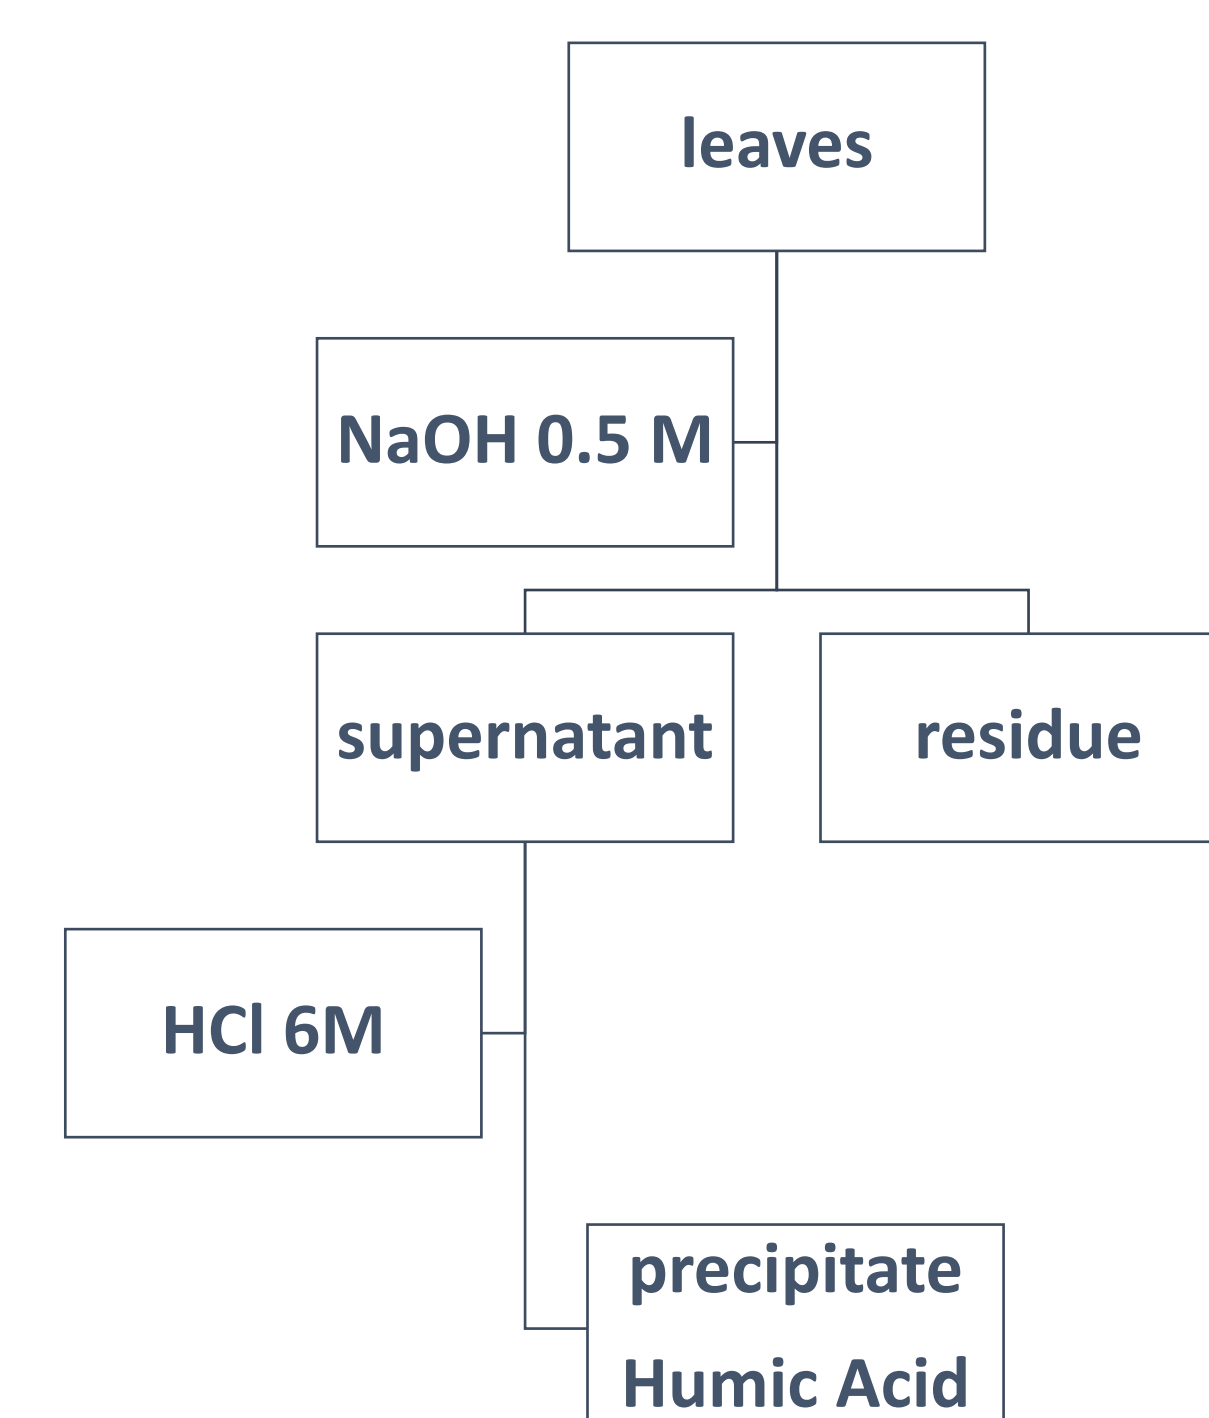 leaves
NaOH 0.5 M
supernatant
residue
HCl 6M
precipitate
Humic Acid